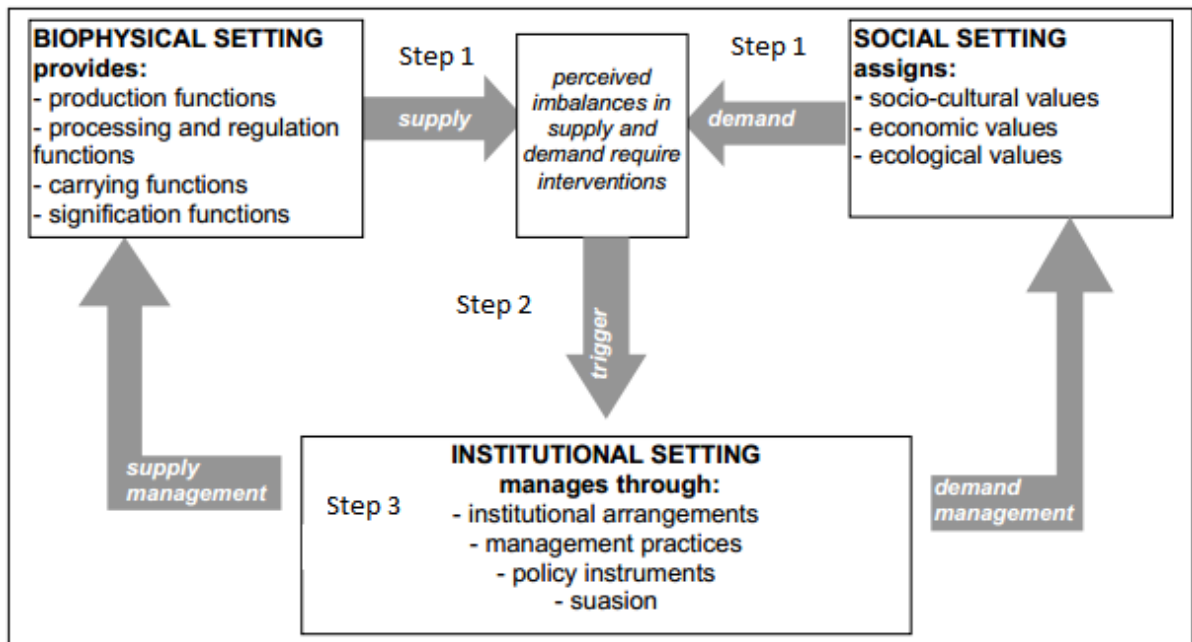 BIOPHYSICAL SETTING
provides:
- production functions
- processing and regulation
functions
- carrying functions
- signification functions
Step 1
supply
perceived
imbalances in
supply and
demand require
interventions
Step 1
demand
SOCIAL SETTING
assigns:
- socio-cultural values
- economic values
- ecological values
Step 2
trigger
supply
management
Step 3
INSTITUTIONAL SETTING
manages through:
- institutional arrangements
- management practices
- policy instruments
- suasion
demand
management